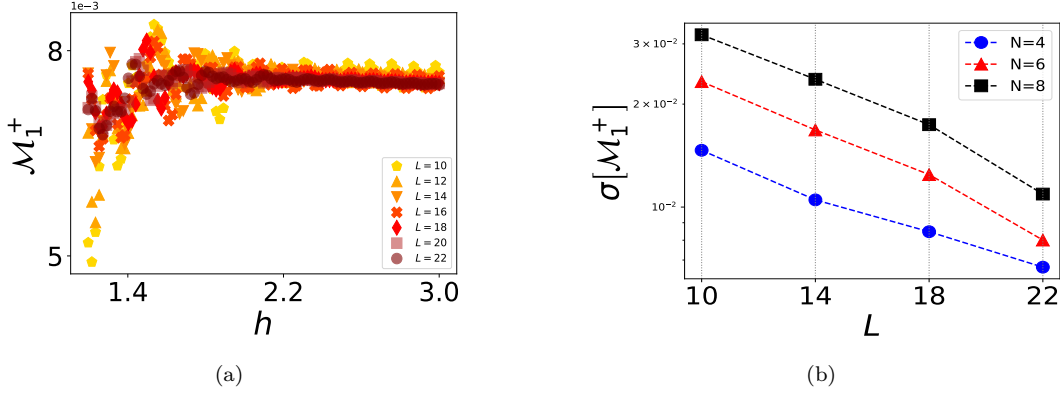 1e−3
8
5
M₁⁺
1.4
2.2
3.0
h
L = 10
L = 12
L = 14
L = 16
L = 18
L = 20
L = 22
(a)
3 × 10⁻²
2 × 10⁻²
10⁻²
σ[M₁⁺]
10
14
18
22
L
N=4
N=6
N=8
(b)